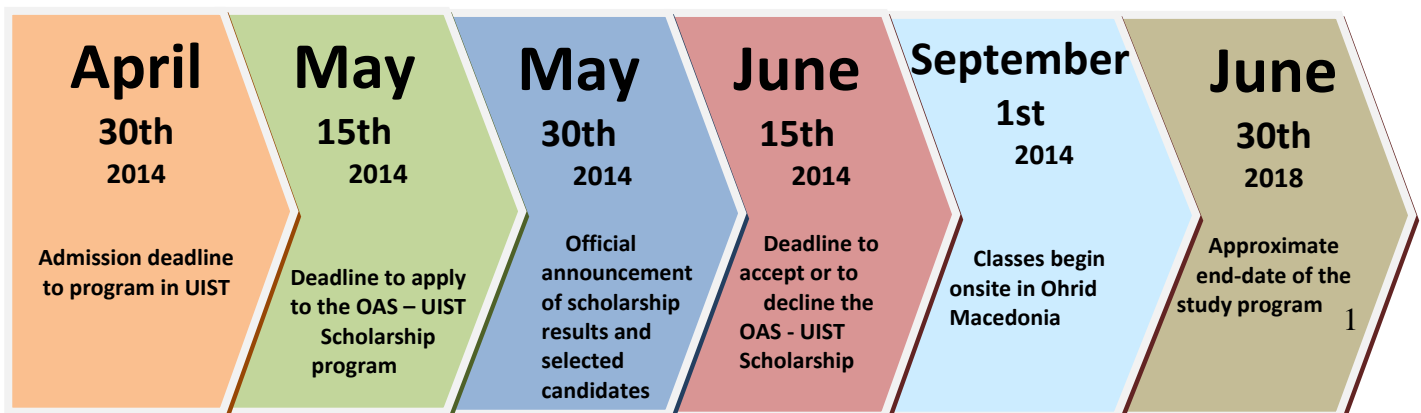 April
30th
2014
Admission deadline
to program in UIST
May
15th
2014
Deadline to apply
to the OAS – UIST
Scholarship
program
May
30th
2014
Official
announcement
of scholarship
results and
selected
candidates
June
15th
2014
Deadline to
accept or to
decline the
OAS - UIST
Scholarship
September
1st
2014
Classes begin
onsite in Ohrid
Macedonia
June
30th
2018
Approximate
end-date of the
study program
1